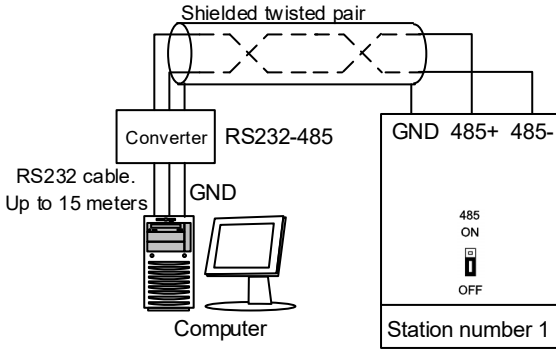 Shielded twisted pair
Converter
RS232-485
GND 485+ 485-
RS232 cable.
Up to 15 meters
GND
485
ON
OFF
Computer
Station number 1